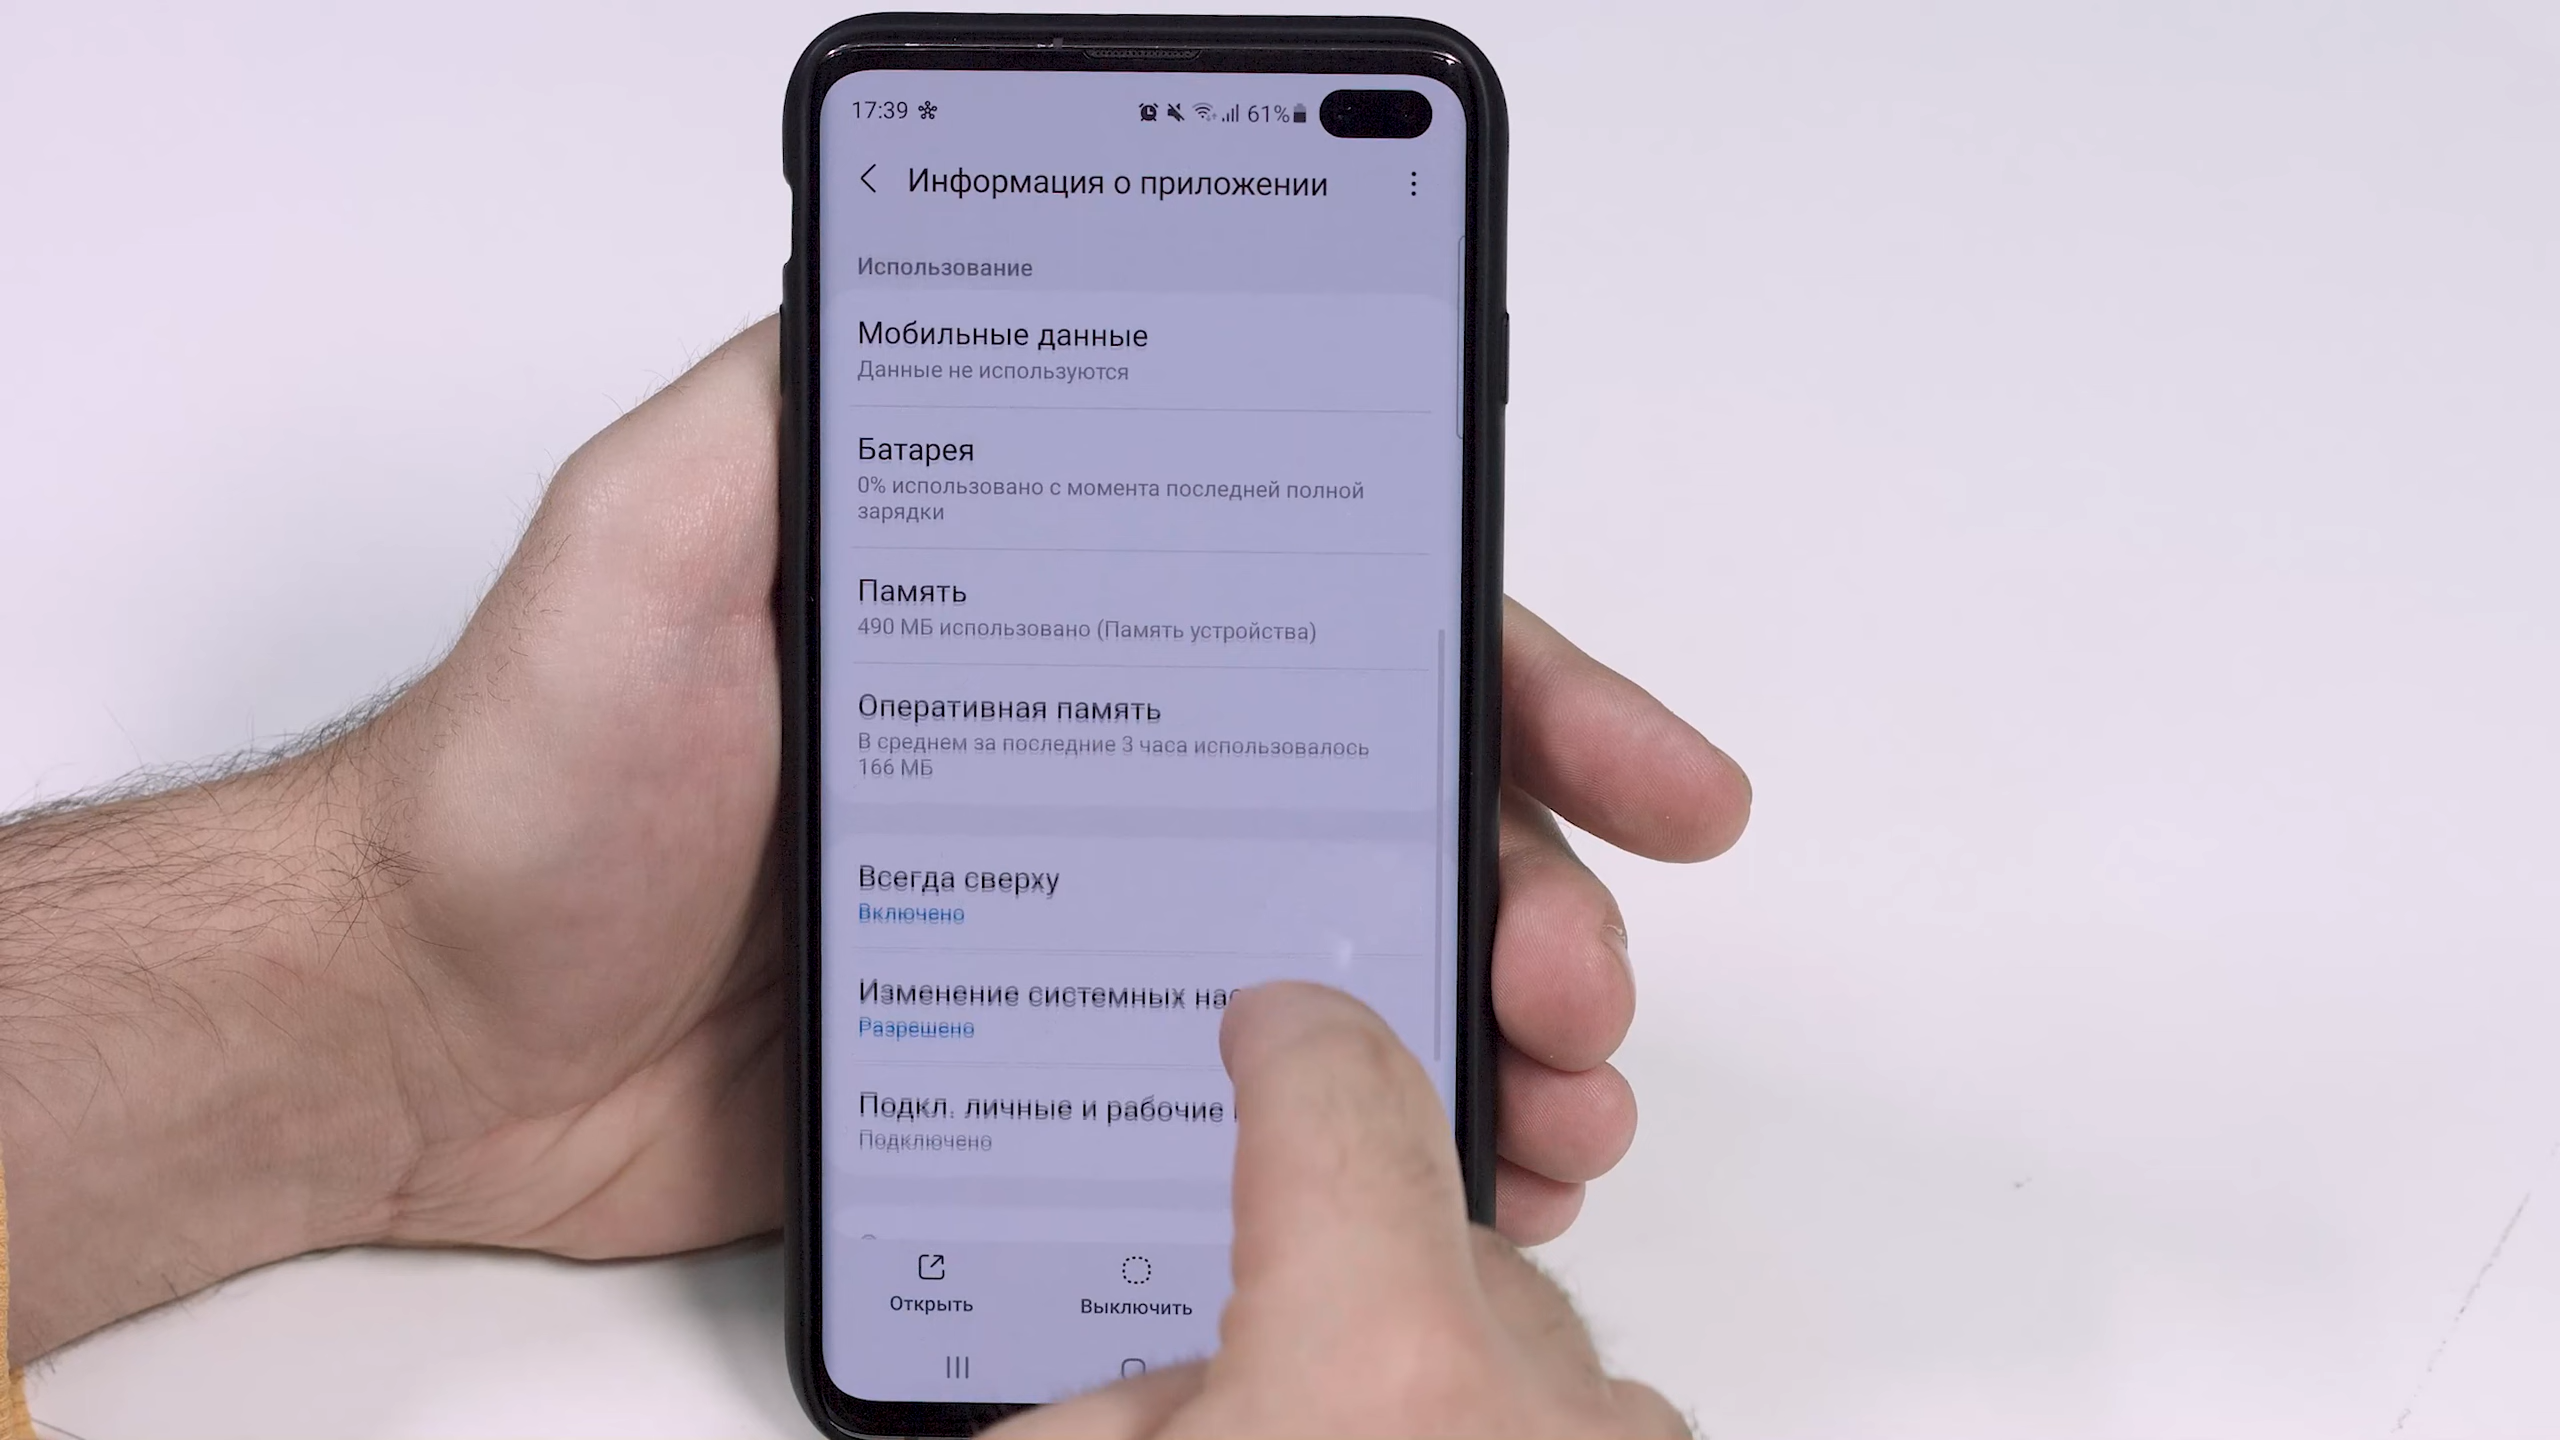 17:39 61%
Информация о приложении
Использование
Мобильные данные
Данные не используются
Батарея
0% использовано с момента последней полной
зарядки
Память
490 МБ использовано (Память устройства)
Оперативная память
В среднем за последние 3 часа использовалось
166 МБ
Всегда сверху
Включено
Изменение системных нас
Разрешено
Подкл. личные и рабочие
Подключено
Открыть Выключить